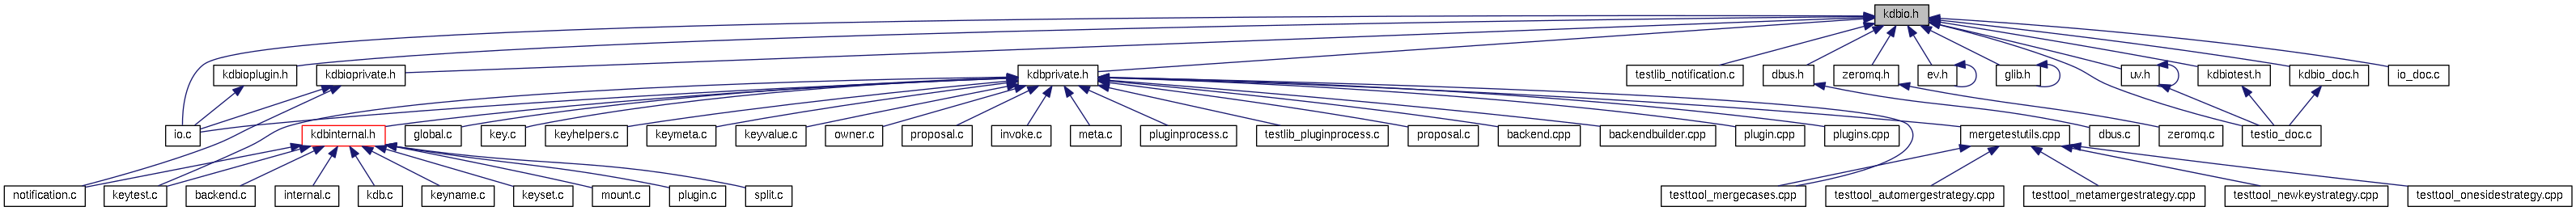 kdbio.h
kdbioplugin.h
kdbioprivate.h
kdbprivate.h
testlib_notification.c
dbus.h
zeromq.h
ev.h
glib.h
uv.h
kdbiotest.h
kdbio_doc.h
io_doc.c
io.c
kdbinternal.h
global.c
key.c
keyhelpers.c
keymeta.c
keyvalue.c
owner.c
proposal.c
invoke.c
meta.c
pluginprocess.c
testlib_pluginprocess.c
proposal.c
backend.cpp
backendbuilder.cpp
plugin.cpp
plugins.cpp
mergetestutils.cpp
dbus.c
zeromq.c
testio_doc.c
notification.c
keytest.c
backend.c
internal.c
kdb.c
keyname.c
keyset.c
mount.c
plugin.c
split.c
testtool_mergecases.cpp
testtool_automergestrategy.cpp
testtool_metamergestrategy.cpp
testtool_newkeystrategy.cpp
testtool_onesidestrategy.cpp